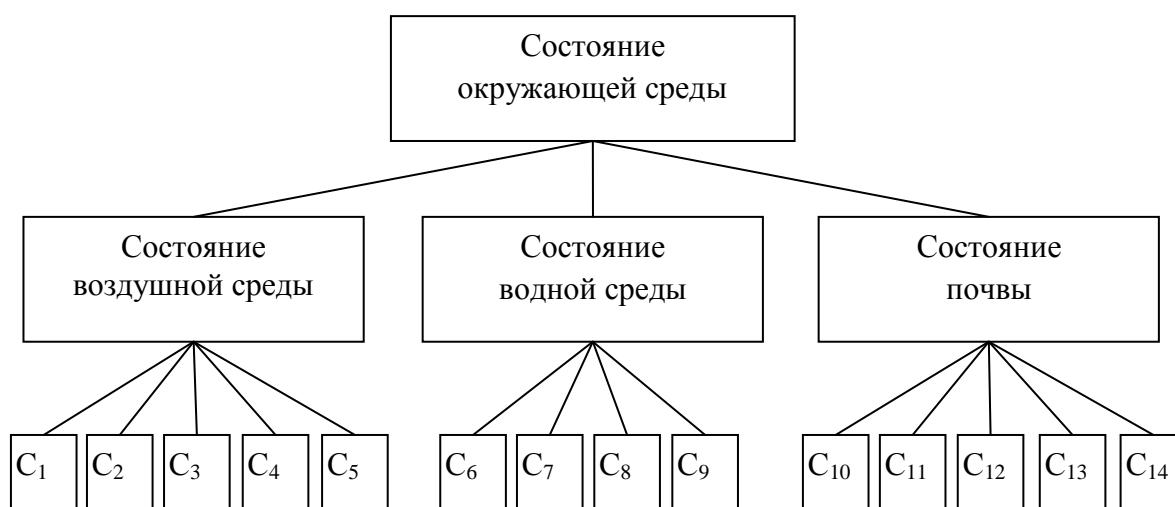 Состояние
окружающей среды
Состояние
воздушной среды
Состояние
водной среды
Состояние
почвы
C₁ C₂ C₃ C₄ C₅ C₆ C₇ C₈ C₉ C₁₀ C₁₁ C₁₂ C₁₃ C₁₄